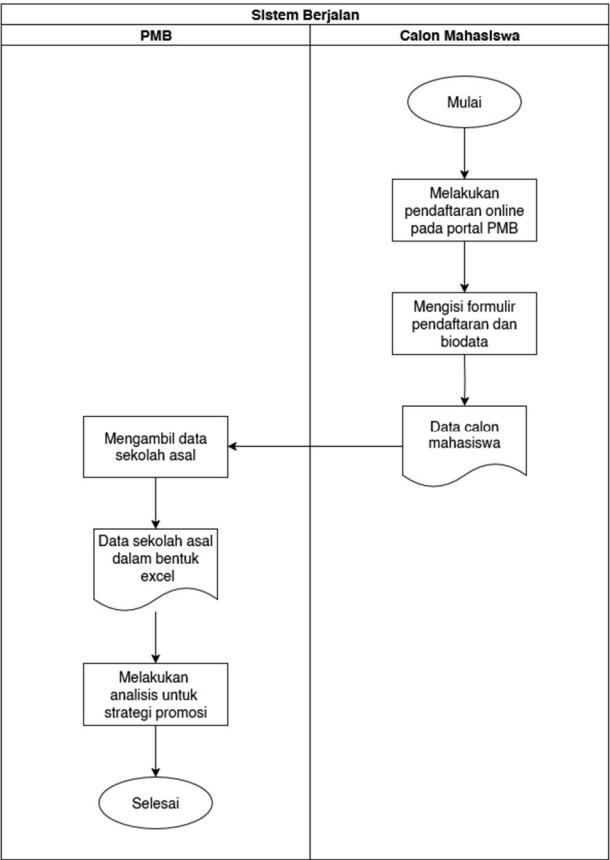 Sistem Berjalan
PMB
Calon Mahasiswa
Mulai
Melakukan
pendaftaran online
pada portal PMB
Mengisi formulir
pendaftaran dan
biodata
Data calon
mahasiswa
Mengambil data
sekolah asal
Data sekolah asal
dalam bentuk
excel
Melakukan
analisis untuk
strategi promosi
Selesai